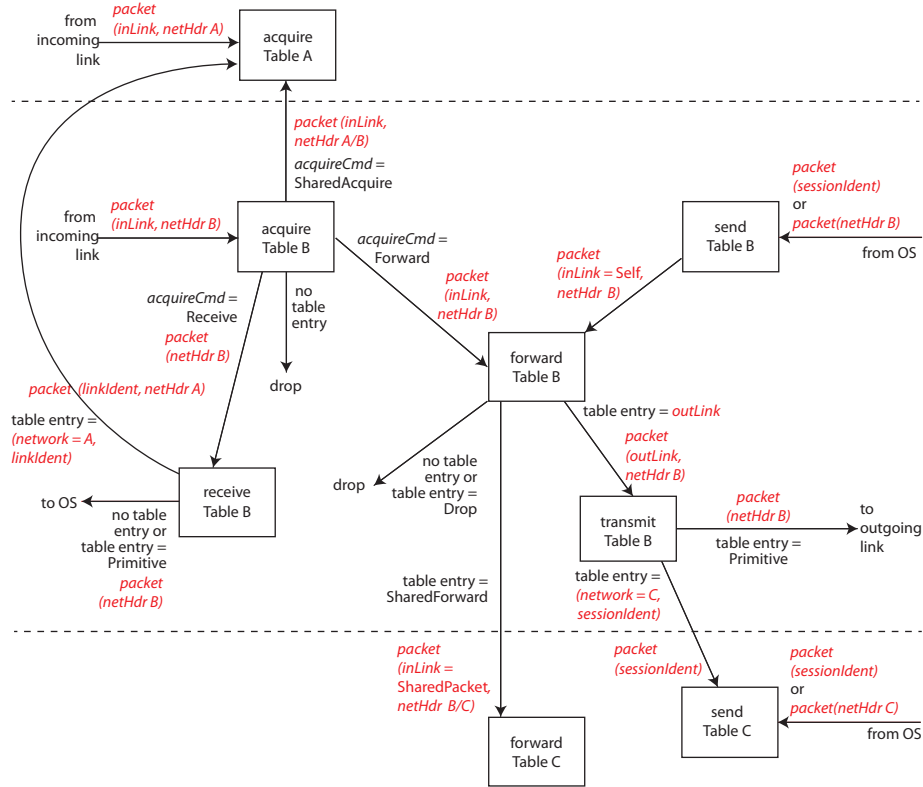 from
incoming
link
packet
(inLink, netHdr A)
acquire
Table A
packet (inLink,
netHdr A/B)
acquireCmd =
SharedAcquire
from
incoming
link
packet
(inLink, netHdr B)
acquire
Table B
acquireCmd =
Forward
packet
(inLink,
netHdr B)
send
Table B
packet
(sessionIdent)
or
packet(netHdr B)
from OS
packet
(inLink = Self,
netHdr B)
acquireCmd =
Receive
packet
(netHdr B)
no
table
entry
drop
forward
Table B
packet (linkIdent, netHdr A)
table entry =
(network = A,
linkIdent)
receive
Table B
to OS
no table
entry or
table entry =
Primitive
packet
(netHdr B)
drop
no table
entry or
table entry =
Drop
table entry = outLink
packet
(outLink,
netHdr B)
transmit
Table B
packet
(netHdr B)
table entry =
Primitive
to
outgoing
link
table entry =
SharedForward
table entry =
(network = C,
sessionIdent)
packet
(inLink =
SharedPacket,
netHdr B/C)
forward
Table C
packet
(sessionIdent)
send
Table C
packet
(sessionIdent)
or
packet(netHdr C)
from OS